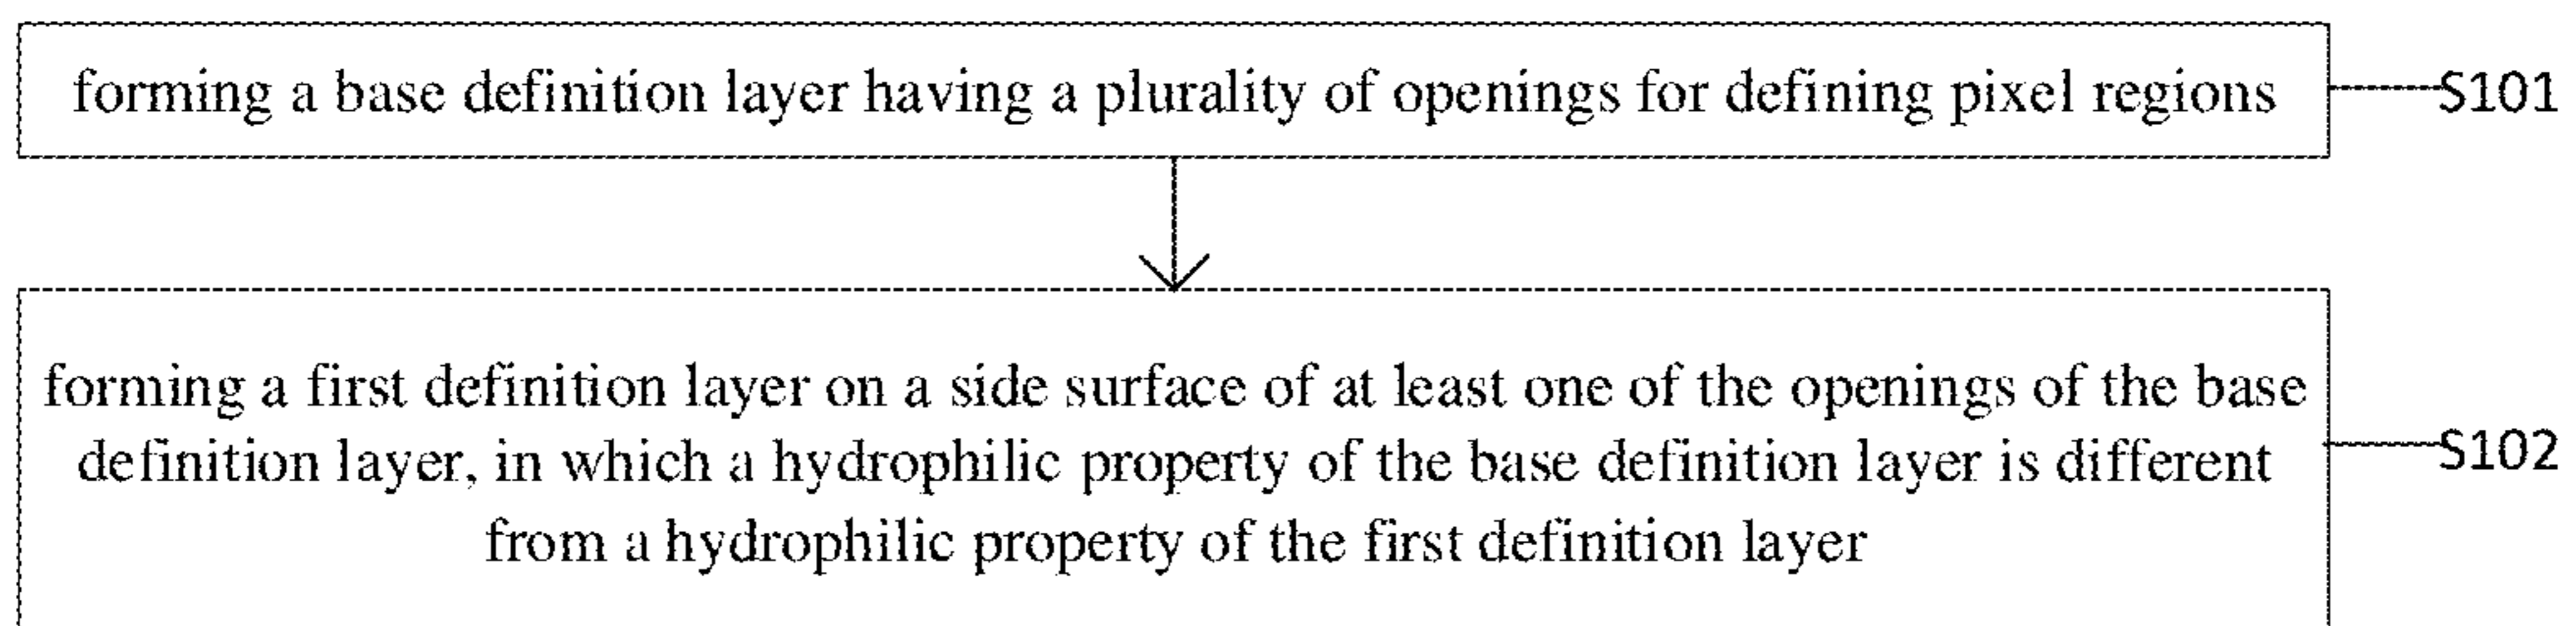 forming a base definition layer having a plurality of openings for defining pixel regions
S101
forming a first definition layer on a side surface of at least one of the openings of the base
definition layer, in which a hydrophilic property of the base definition layer is different
from a hydrophilic property of the first definition layer
S102